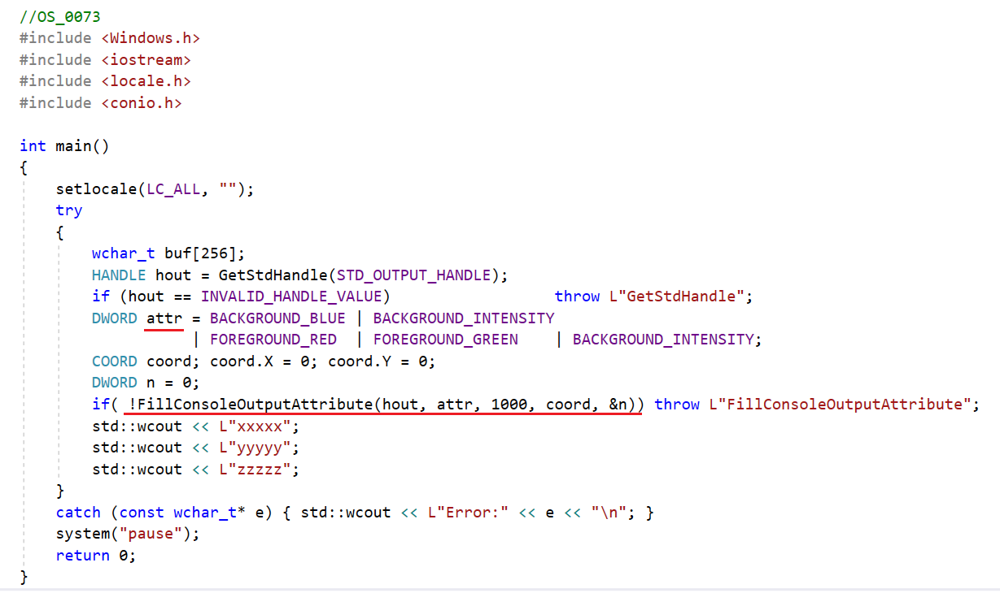 //OS_0073
#include <Windows.h>
#include <iostream>
#include <locale.h>
#include <conio.h>
int main()
{
setlocale(LC_ALL, "");
try
{
wchar_t buf[256];
HANDLE hout = GetStdHandle(STD_OUTPUT_HANDLE);
if (hout == INVALID_HANDLE_VALUE) throw L"GetStdHandle";
DWORD attr = BACKGROUND_BLUE | BACKGROUND_INTENSITY
| FOREGROUND_RED | FOREGROUND_GREEN | BACKGROUND_INTENSITY;
COORD coord; coord.X = 0; coord.Y = 0;
DWORD n = 0;
if( !FillConsoleOutputAttribute(hout, attr, 1000, coord, &n)) throw L"FillConsoleOutputAttribute";
std::wcout << L"xxxxx";
std::wcout << L"yyyyy";
std::wcout << L"zzzzz";
}
catch (const wchar_t* e) { std::wcout << L"Error:" << e << "\n"; }
system("pause");
return 0;
}